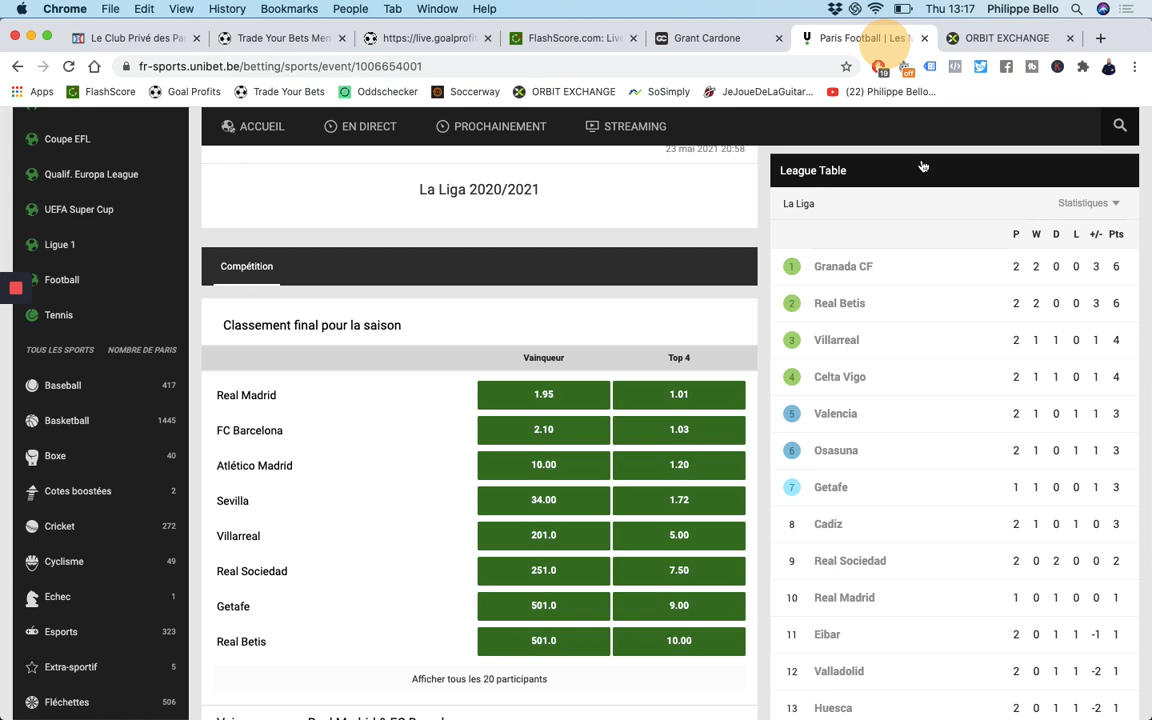 Chrome File Edit View History Bookmarks People Tab Window Help Thu 13:17 Philippe Bello
Le Club Privé des Pa Trade Your Bets Mem https://live.goalprofit FlashScore.com: Live Grant Cardone Paris Football | Les M ORBIT EXCHANGE
fr-sports.unibet.be/betting/sports/event/1006654001 19 off
Apps FlashScore Goal Profits Trade Your Bets Oddschecker Soccerway ORBIT EXCHANGE SoSimply JeJoueDeLaGuitar... (22) Philippe Bello...
ACCUEIL EN DIRECT PROCHAINEMENT STREAMING
Coupe EFL
Qualif. Europa League
UEFA Super Cup
Ligue 1
Football
Tennis
TOUS LES SPORTS NOMBRE DE PARIS
Baseball 417
Basketball 1445
Boxe 40
Cotes boostées 2
Cricket 272
Cyclisme 49
Echec 1
Esports 323
Extra-sportif 5
Fléchettes 506
23 mai 2021 20:58
La Liga 2020/2021
Compétition
Classement final pour la saison
Vainqueur Top 4
Real Madrid 1.95 1.01
FC Barcelona 2.10 1.03
Atlético Madrid 10.00 1.20
Sevilla 34.00 1.72
Villarreal 201.0 5.00
Real Sociedad 251.0 7.50
Getafe 501.0 9.00
Real Betis 501.0 10.00
Afficher tous les 20 participants
League Table
La Liga Statistiques
P W D L +/- Pts
1 Granada CF 2 2 0 0 3 6
2 Real Betis 2 2 0 0 3 6
3 Villarreal 2 1 1 0 1 4
4 Celta Vigo 2 1 1 0 1 4
5 Valencia 2 1 0 1 1 3
6 Osasuna 2 1 0 1 1 3
7 Getafe 1 1 0 0 1 3
8 Cadiz 2 1 0 1 0 3
9 Real Sociedad 2 0 2 0 0 2
10 Real Madrid 1 0 1 0 0 1
11 Eibar 2 0 1 1 -1 1
12 Valladolid 2 0 1 1 -2 1
13 Huesca 2 0 1 1 -2 1